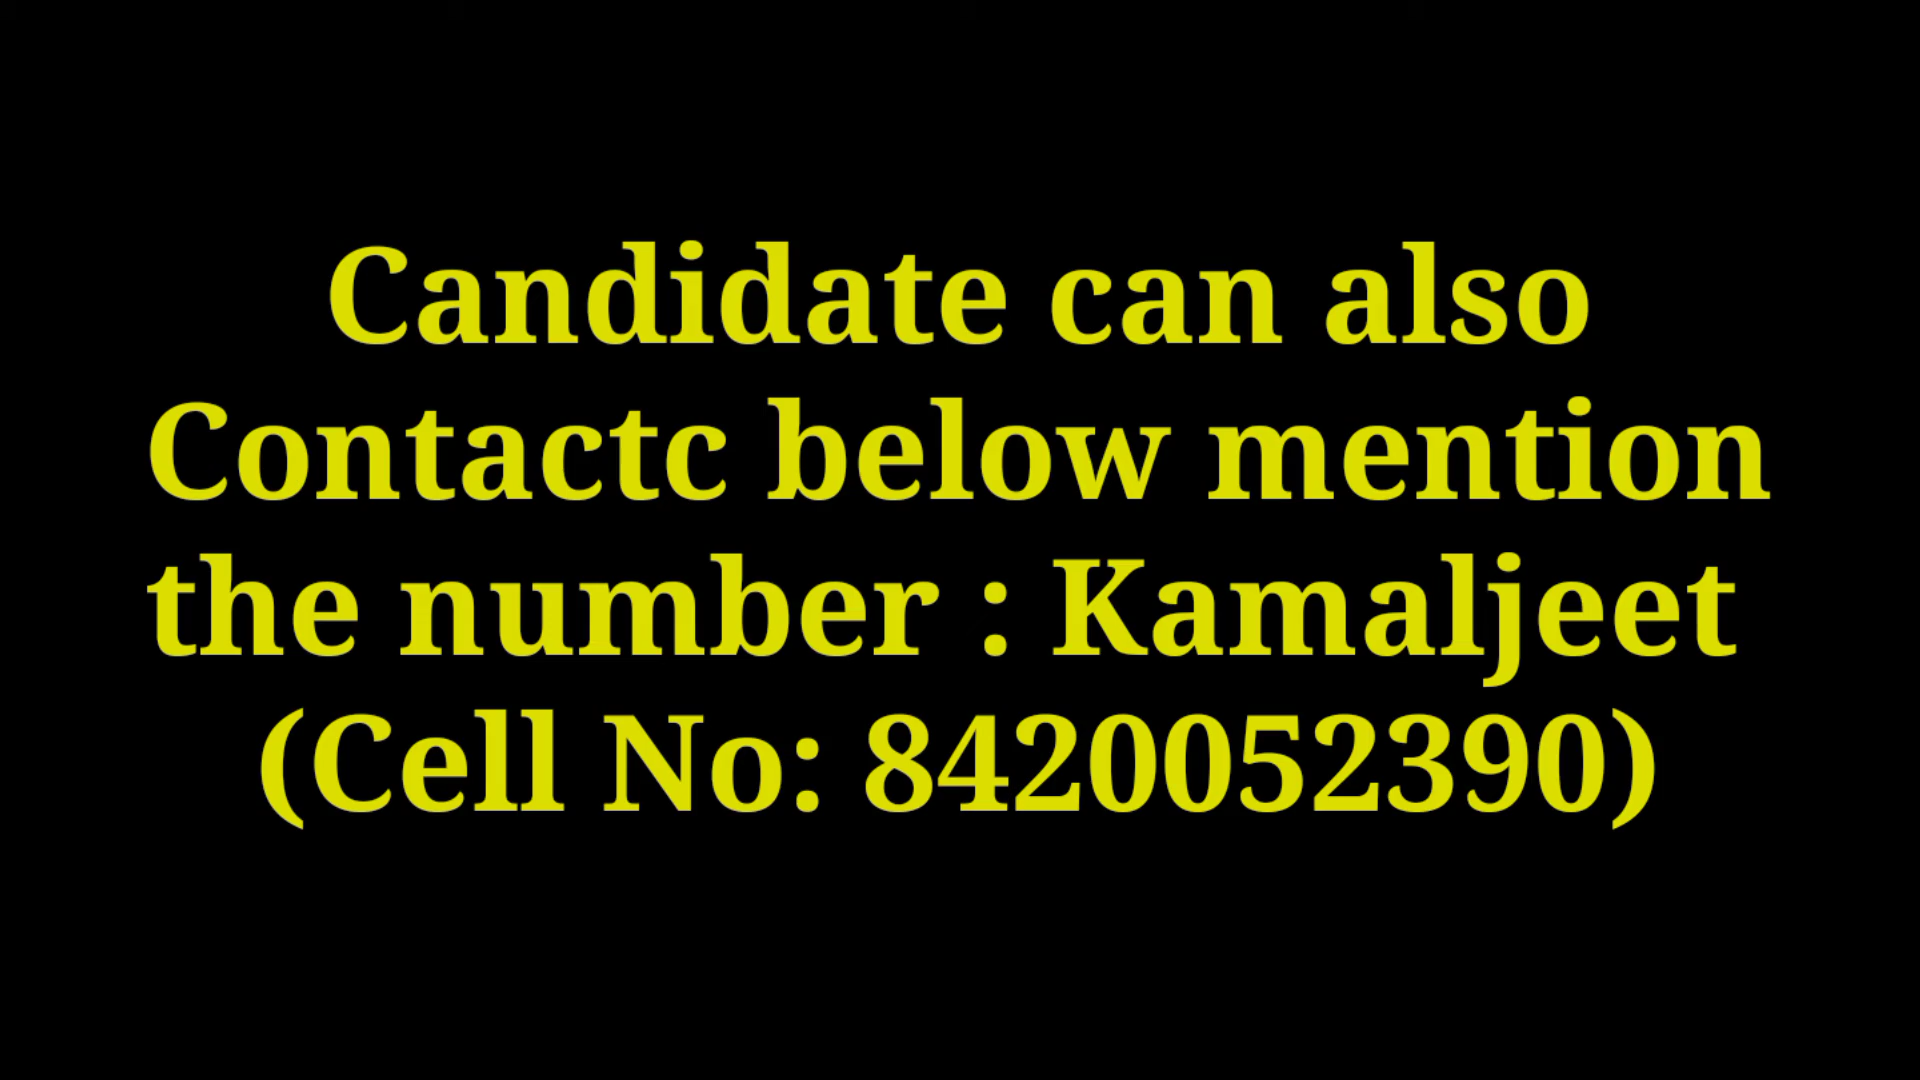 Candidate can also
Contactc below mention
the number : Kamaljeet
(Cell No: 8420052390)